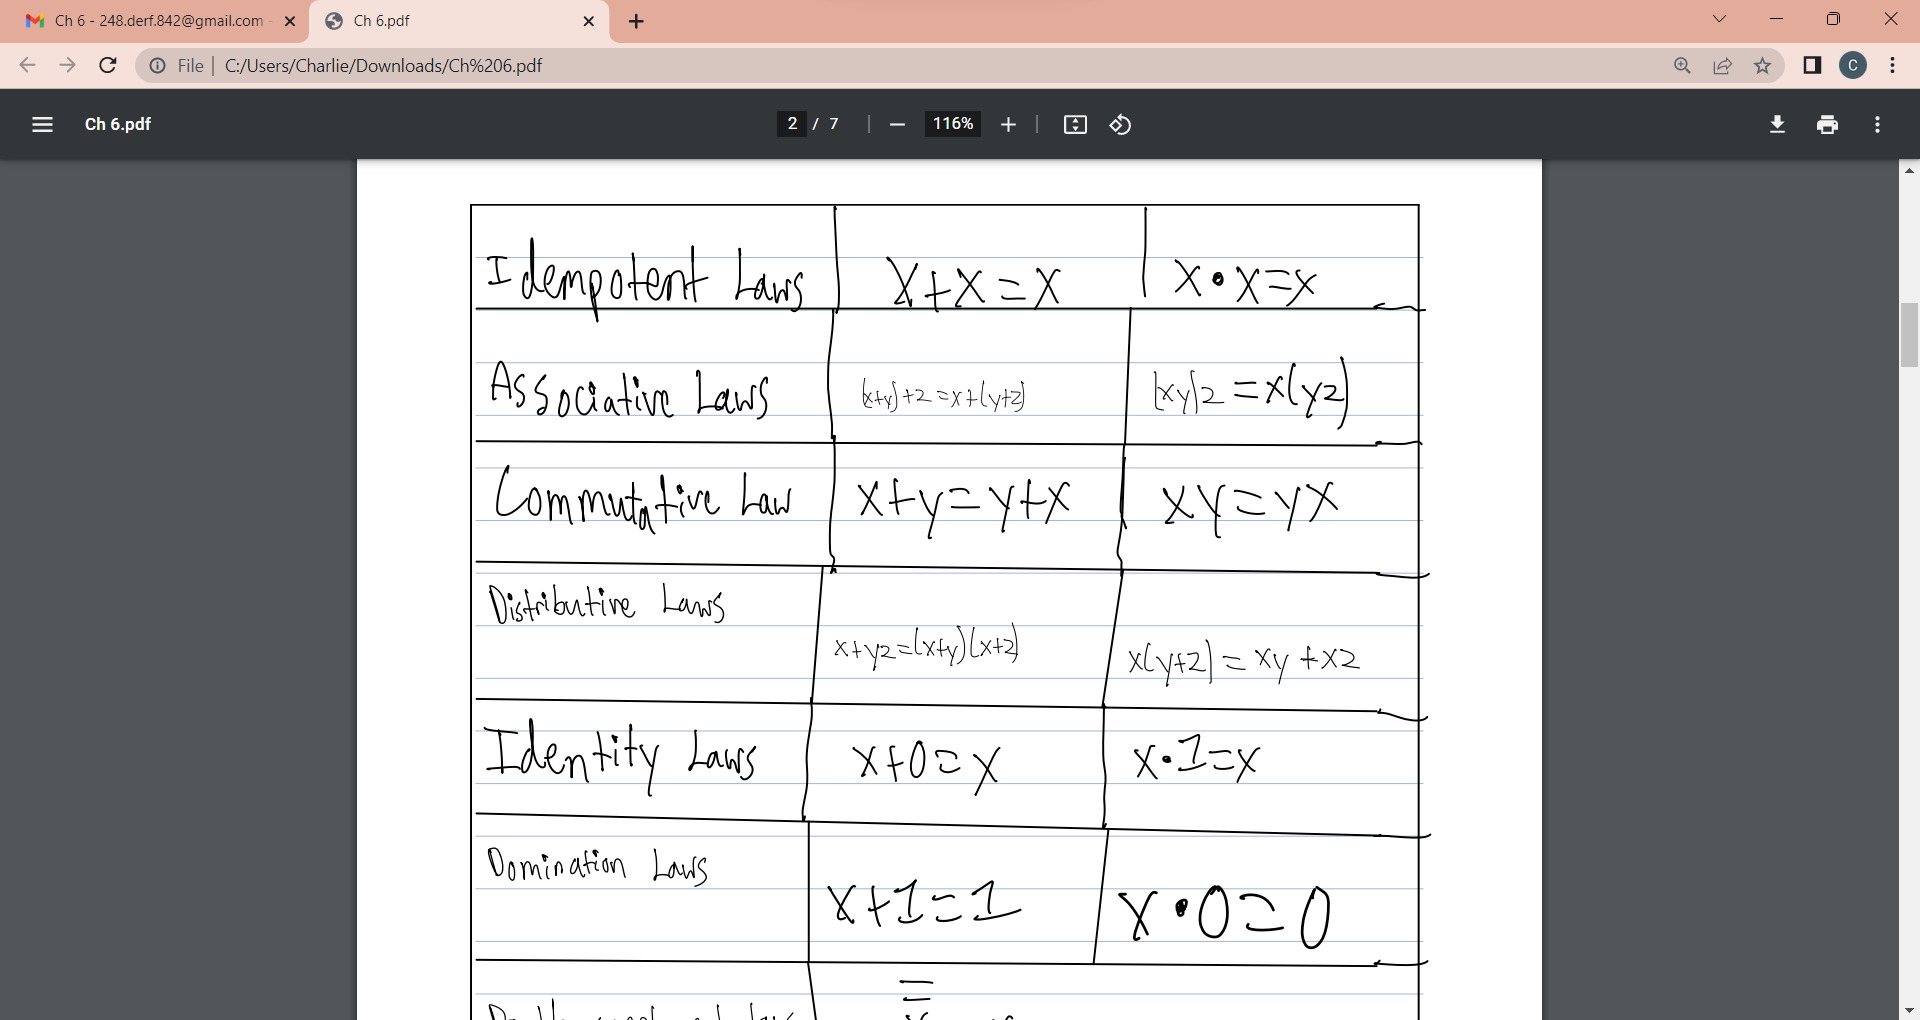 Ch 6 - 248.derf.842@gmail.com -
Ch 6.pdf
File | C:/Users/Charlie/Downloads/Ch%206.pdf
C
Ch 6.pdf
2 / 7
116%
Idempotent Laws x+x=x x•x=x
Associative Laws (x+y)+z=x+(y+z) (xy)z=x(yz)
Commutative Law x+y=y+x xy=yx
Distributive Laws
x+yz=(x+y)(x+z) x(y+z)=xy+xz
Identity Laws x+0=x x•1=x
Domination Laws
x+1=1 x•0=0